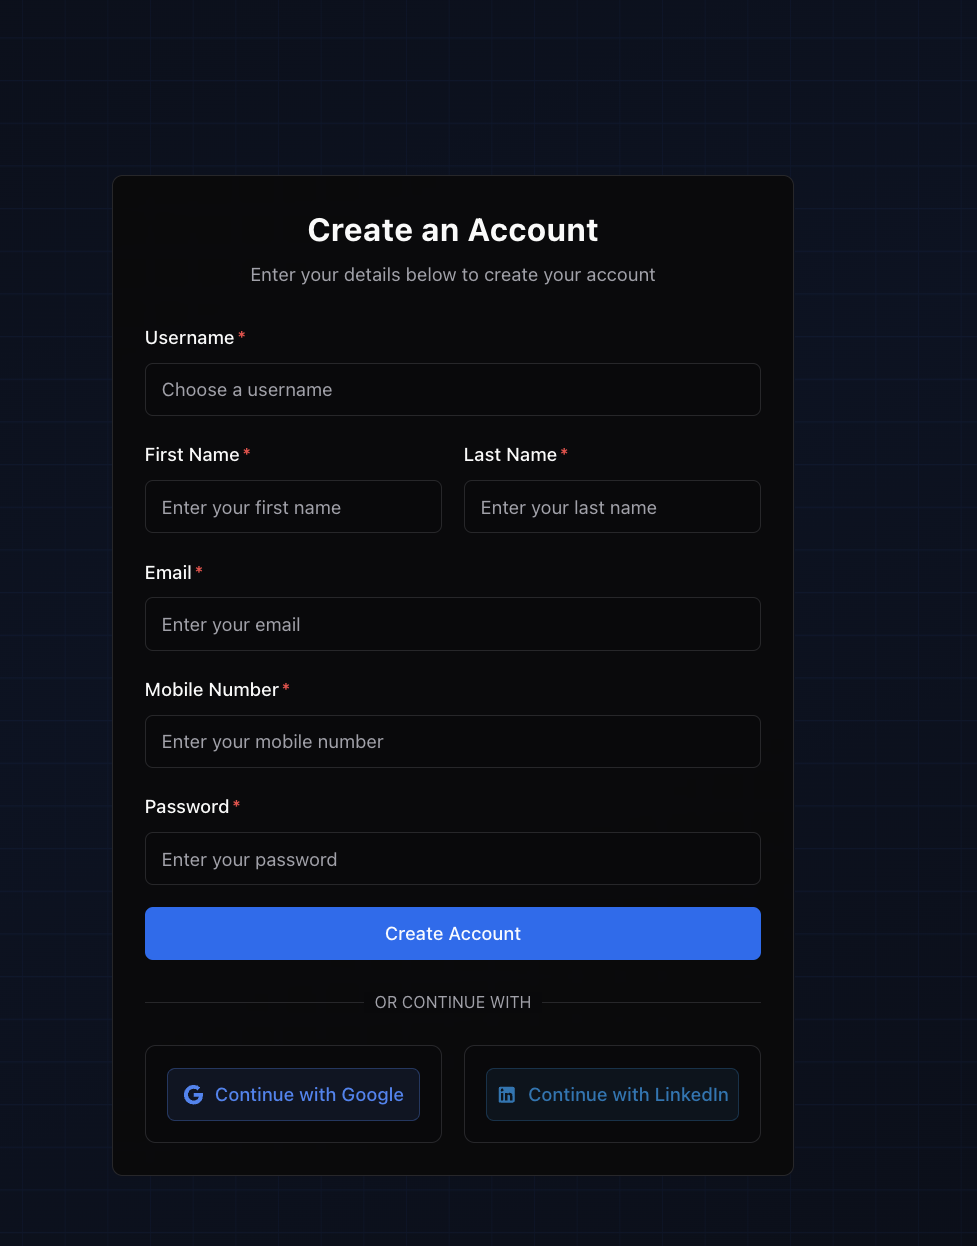 Create an Account
Enter your details below to create your account
Username *
Choose a username
First Name *
Last Name *
Enter your first name
Enter your last name
Email *
Enter your email
Mobile Number *
Enter your mobile number
Password *
Enter your password
Create Account
OR CONTINUE WITH
Continue with Google
Continue with LinkedIn